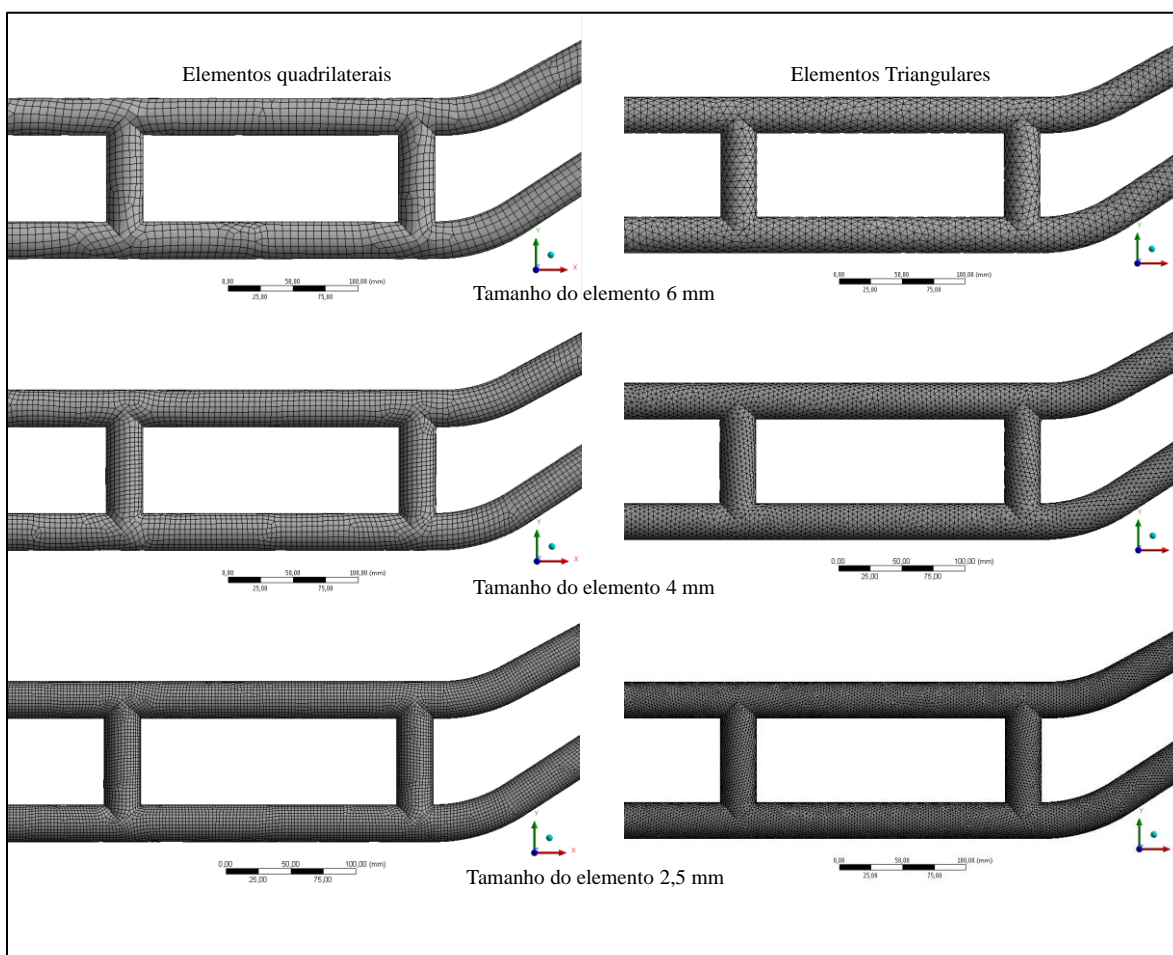 Elementos quadrilaterais
Elementos Triangulares
Y
X
0,00 50,00 100,00 (mm)
25,00 75,00
Y
0,00 50,00 100,00 (mm)
25,00 75,00
Tamanho do elemento 6 mm
Y
X
0,00 50,00 100,00 (mm)
25,00 75,00
Y
0,00 50,00 100,00 (mm)
25,00 75,00
Tamanho do elemento 4 mm
Y
X
0,00 50,00 100,00 (mm)
25,00 75,00
Y
0,00 50,00 100,00 (mm)
25,00 75,00
Tamanho do elemento 2,5 mm